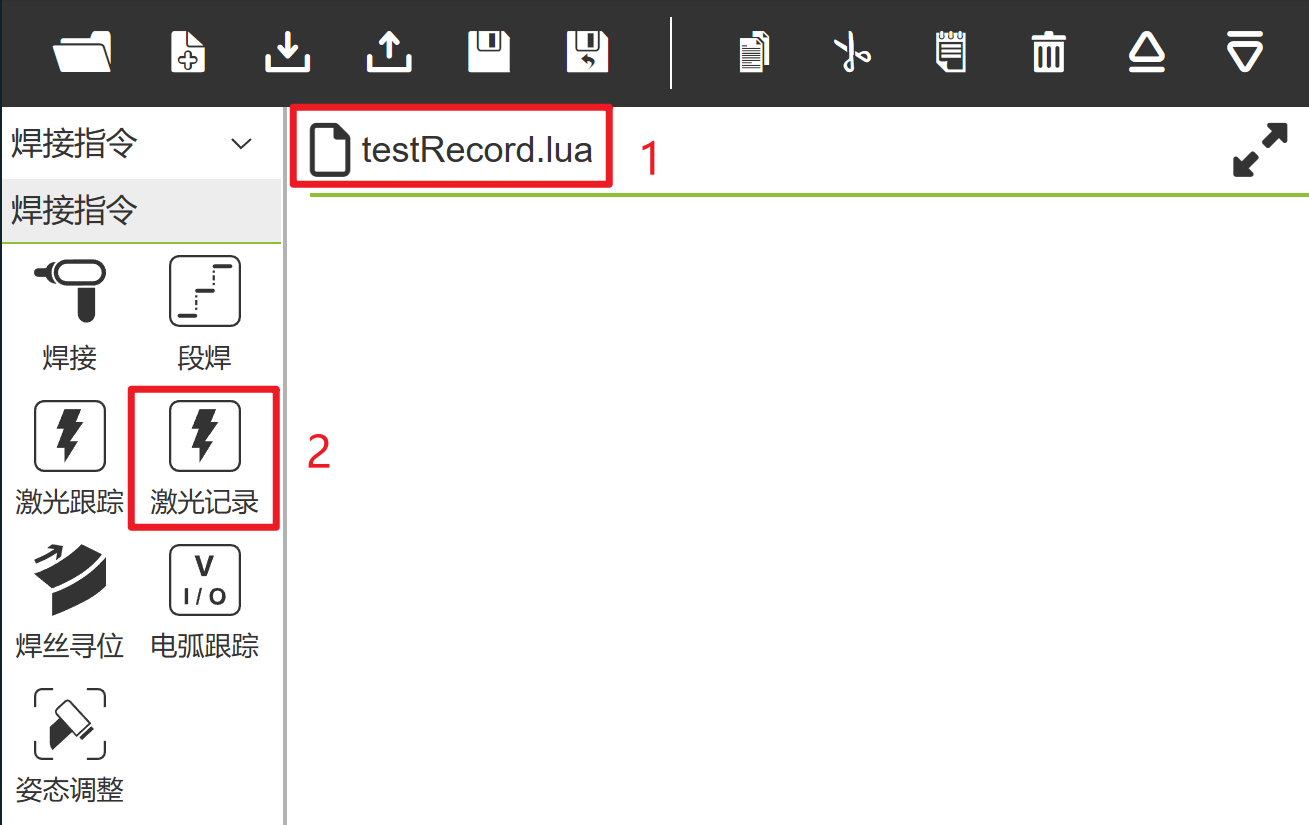 焊接指令
testRecord.lua
1
焊接指令
焊接
段焊
激光跟踪
激光记录
2
V
I/O
焊丝寻位
电弧跟踪
姿态调整